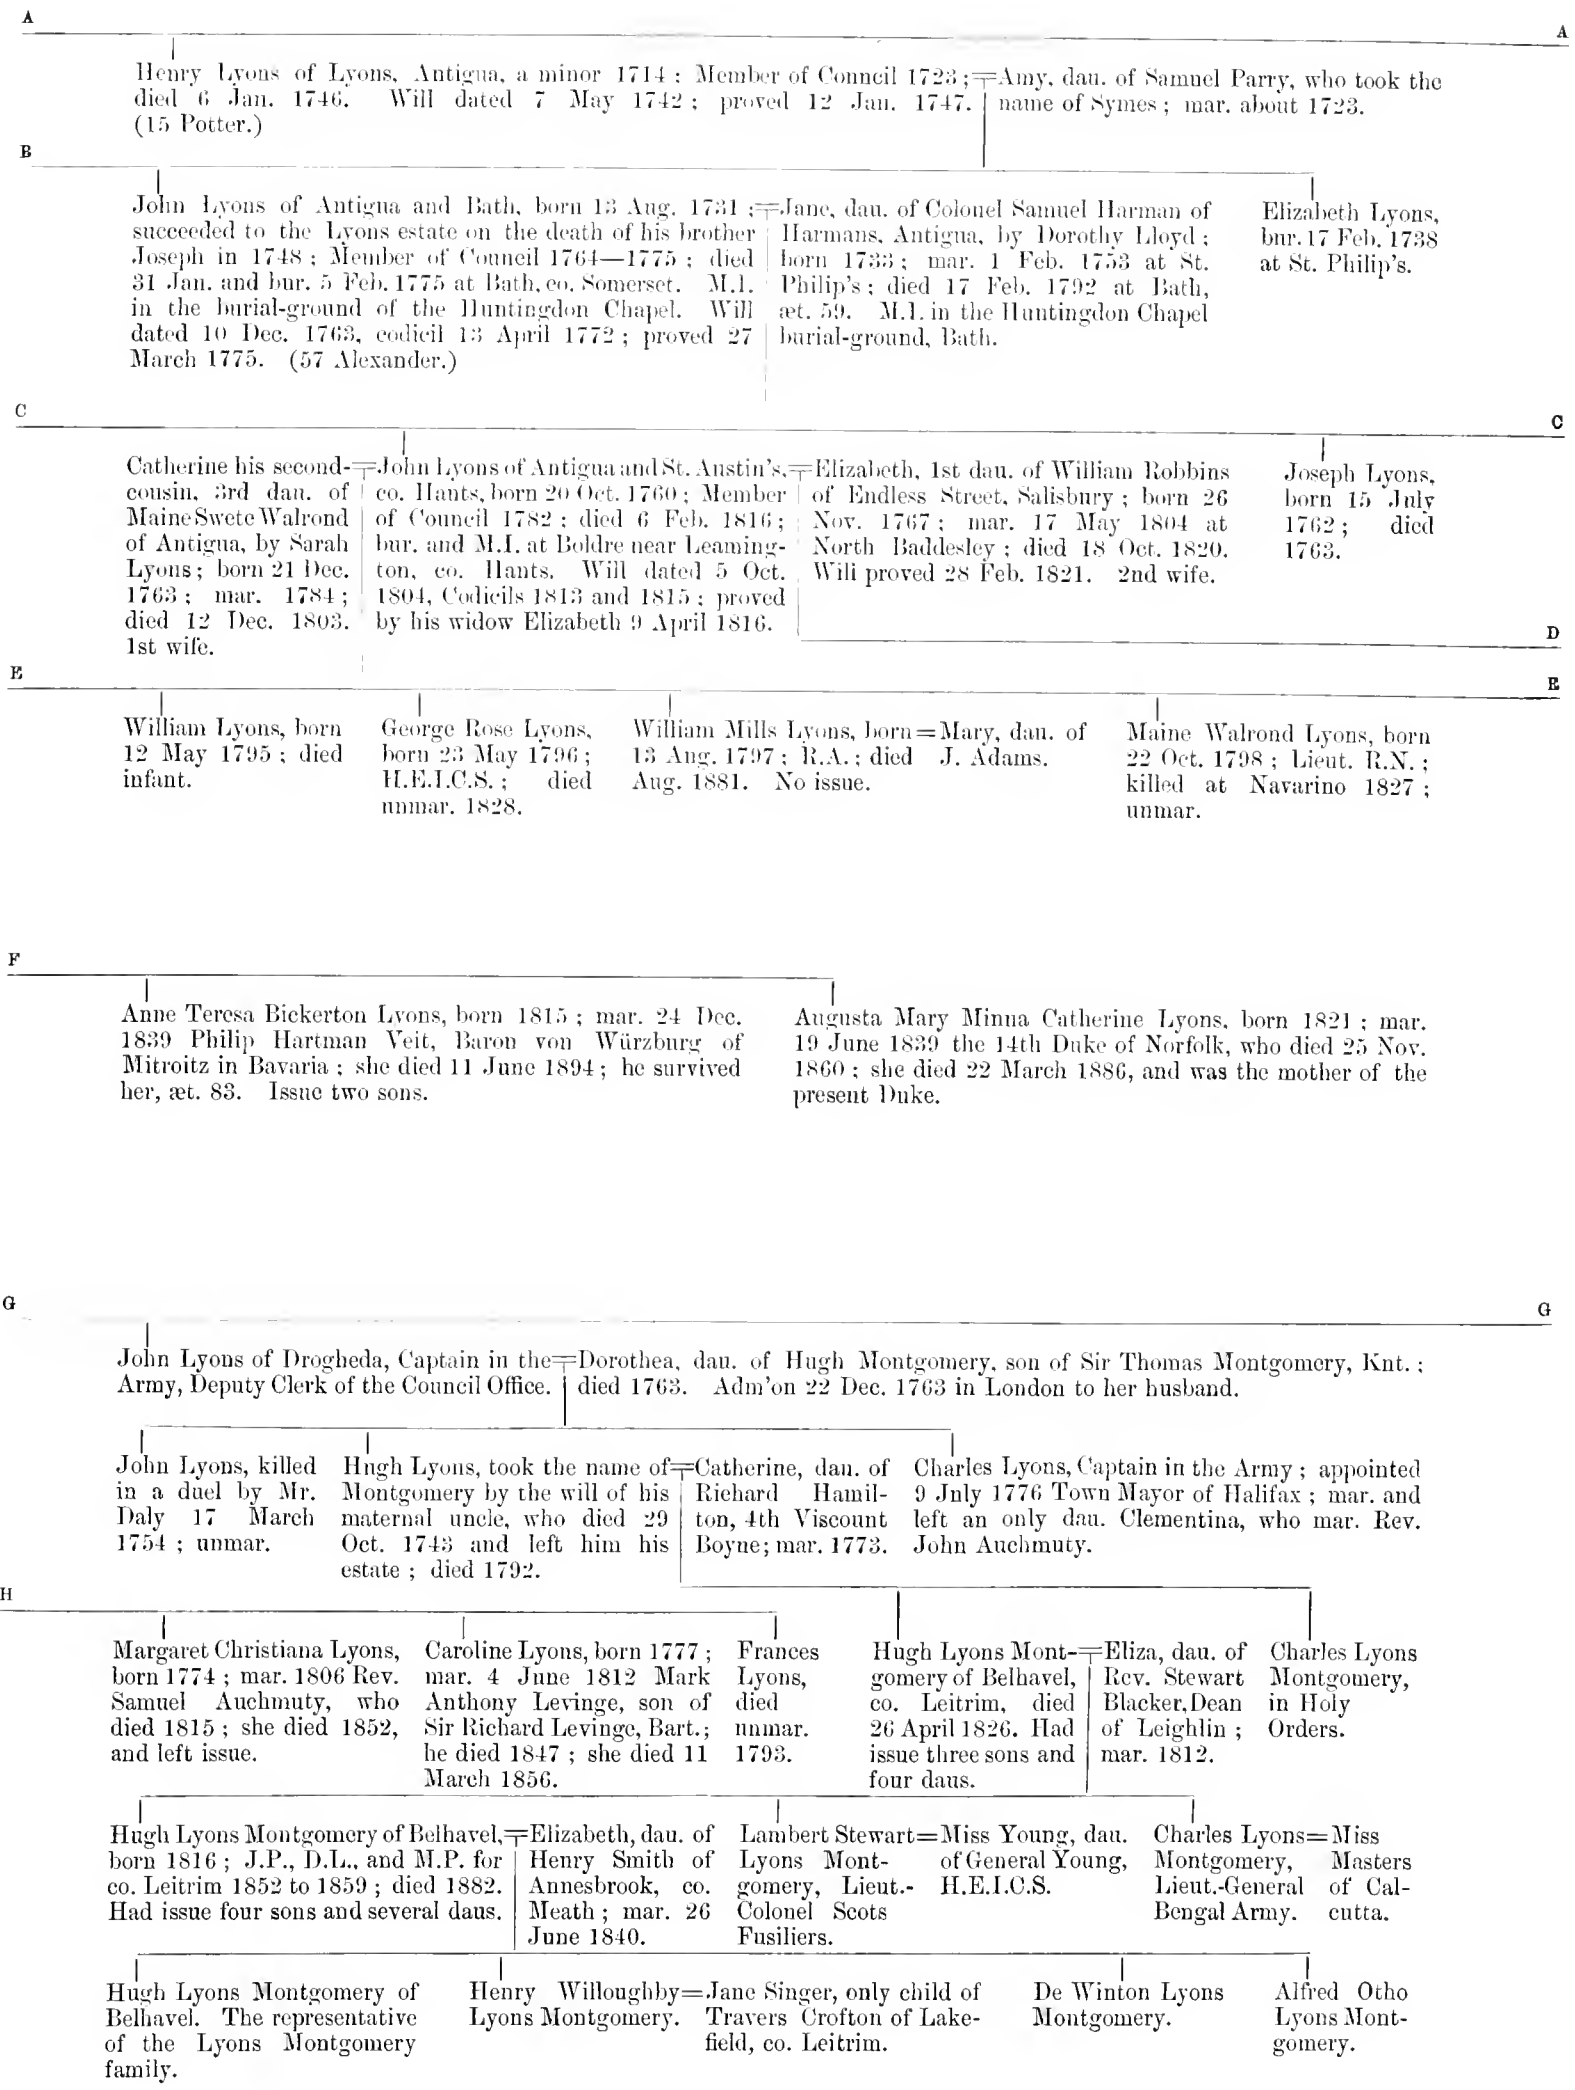 A A
Henry Lyons of Lyons, Antigua, a minor 1714 ; Member of Council 1723 ;
died 6 Jan. 1746. Will dated 7 May 1742 ; proved 12 Jan. 1747.
(15 Potter.)
=Amy, dau. of Samuel Parry, who took the
name of Symes ; mar. about 1723.
B
John Lyons of Antigua and Bath, born 13 Aug. 1731 ;
succeeded to the Lyons estate on the death of his brother
Joseph in 1748 ; Member of Council 1764—1775 ; died
31 Jan. and bur. 5 Feb. 1775 at Bath, co. Somerset. M.I.
in the burial-ground of the Huntingdon Chapel. Will
dated 10 Dec. 1763, codicil 13 April 1772 ; proved 27
March 1775. (57 Alexander.)
=Jane, dau. of Colonel Samuel Harman of
Harmans, Antigua, by Dorothy Lloyd ;
born 1733 ; mar. 1 Feb. 1753 at St.
Philip's ; died 17 Feb. 1792 at Bath,
æt. 59. M.I. in the Huntingdon Chapel
burial-ground, Bath.
Elizabeth Lyons,
bur. 17 Feb. 1738
at St. Philip's.
C C
Catherine his second-
cousin, 3rd dau. of
Maine Swete Walrond
of Antigua, by Sarah
Lyons ; born 21 Dec.
1763 ; mar. 1784 ;
died 12 Dec. 1803.
1st wife.
=John Lyons of Antigua and St. Austin's,
co. Hants, born 20 Oct. 1760 ; Member
of Council 1782 ; died 6 Feb. 1816 ;
bur. and M.I. at Boldre near Leaming-
ton, co. Hants. Will dated 5 Oct.
1804, Codicils 1813 and 1815 ; proved
by his widow Elizabeth 9 April 1816.
=Elizabeth, 1st dau. of William Robbins
of Endless Street, Salisbury ; born 26
Nov. 1767 ; mar. 17 May 1804 at
North Baddesley ; died 18 Oct. 1820.
Will proved 28 Feb. 1821. 2nd wife.
Joseph Lyons,
born 15 July
1762 ; died
1763.
D
E E
William Lyons, born
12 May 1795 ; died
infant.
George Rose Lyons,
born 23 May 1796 ;
H.E.I.C.S. ; died
unmar. 1828.
William Mills Lyons, born
13 Aug. 1797 ; R.A. ; died
Aug. 1881. No issue.
=Mary, dau. of
J. Adams.
Maine Walrond Lyons, born
22 Oct. 1798 ; Lieut. R.N. ;
killed at Navarino 1827 ;
unmar.
F
Anne Teresa Bickerton Lyons, born 1815 ; mar. 24 Dec.
1839 Philip Hartman Veit, Baron von Würzburg of
Mitroitz in Bavaria ; she died 11 June 1894 ; he survived
her, æt. 83. Issue two sons.
Augusta Mary Minna Catherine Lyons, born 1821 ; mar.
19 June 1839 the 14th Duke of Norfolk, who died 25 Nov.
1860 ; she died 22 March 1886, and was the mother of the
present Duke.
G G
John Lyons of Drogheda, Captain in the
Army, Deputy Clerk of the Council Office.
=Dorothea, dau. of Hugh Montgomery, son of Sir Thomas Montgomery, Knt. ;
died 1763. Adm'on 22 Dec. 1763 in London to her husband.
John Lyons, killed
in a duel by Mr.
Daly 17 March
1754 ; unmar.
Hugh Lyons, took the name of
Montgomery by the will of his
maternal uncle, who died 29
Oct. 1743 and left him his
estate ; died 1792.
=Catherine, dau. of
Richard Hamil-
ton, 4th Viscount
Boyne; mar. 1773.
Charles Lyons, Captain in the Army ; appointed
9 July 1776 Town Mayor of Halifax ; mar. and
left an only dau. Clementina, who mar. Rev.
John Auchmuty.
H
Margaret Christiana Lyons,
born 1774 ; mar. 1806 Rev.
Samuel Auchmuty, who
died 1815 ; she died 1852,
and left issue.
Caroline Lyons, born 1777 ;
mar. 4 June 1812 Mark
Anthony Levinge, son of
Sir Richard Levinge, Bart.;
he died 1847 ; she died 11
March 1856.
Frances
Lyons,
died
unmar.
1793.
Hugh Lyons Mont-
gomery of Belhavel,
co. Leitrim, died
26 April 1826. Had
issue three sons and
four daus.
=Eliza, dau. of
Rev. Stewart
Blacker, Dean
of Leighlin ;
mar. 1812.
Charles Lyons
Montgomery,
in Holy
Orders.
Hugh Lyons Montgomery of Belhavel,
born 1816 ; J.P., D.L., and M.P. for
co. Leitrim 1852 to 1859 ; died 1882.
Had issue four sons and several daus.
=Elizabeth, dau. of
Henry Smith of
Annesbrook, co.
Meath ; mar. 26
June 1840.
Lambert Stewart
Lyons Mont-
gomery, Lieut.-
Colonel Scots
Fusiliers.
=Miss Young, dau.
of General Young,
H.E.I.C.S.
Charles Lyons
Montgomery,
Lieut.-General
Bengal Army.
=Miss
Masters
of Cal-
cutta.
Hugh Lyons Montgomery of
Belhavel. The representative
of the Lyons Montgomery
family.
Henry Willoughby
Lyons Montgomery.
=Jane Singer, only child of
Travers Crofton of Lake-
field, co. Leitrim.
De Winton Lyons
Montgomery.
Alfred Otho
Lyons Mont-
gomery.